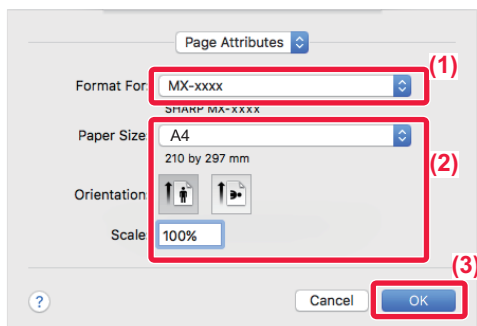 Page Attributes
(1)
Format For: MX-xxxx
SHARP MX-xxxx
Paper Size: A4
210 by 297 mm
(2)
Orientation:
Scale: 100%
(3)
? Cancel OK